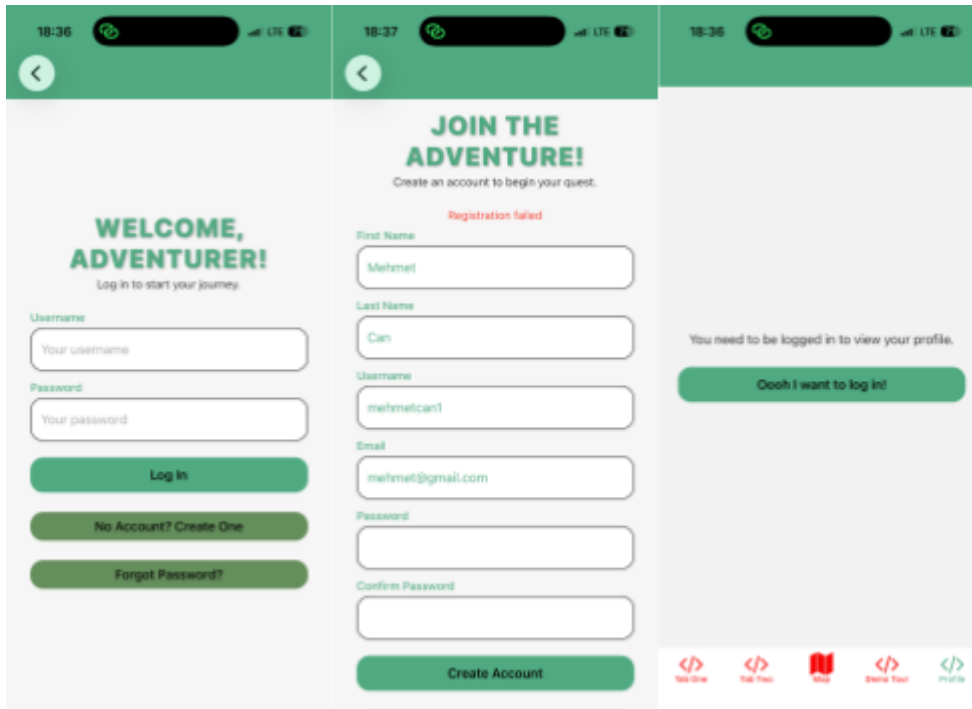 18:36
LTE
WELCOME,
ADVENTURER!
Log in to start your journey.
Username
Your username
Password
Your password
Log In
No Account? Create One
Forgot Password?
18:37
LTE
JOIN THE
ADVENTURE!
Create an account to begin your quest.
Registration failed
First Name
Mehmet
Last Name
Can
Username
mehmetcan1
Email
mehmet@gmail.com
Password
Confirm Password
Create Account
18:36
LTE
You need to be logged in to view your profile.
Oooh I want to log in!
Tab One
Tab Two
Map
Demo Tour
Profile